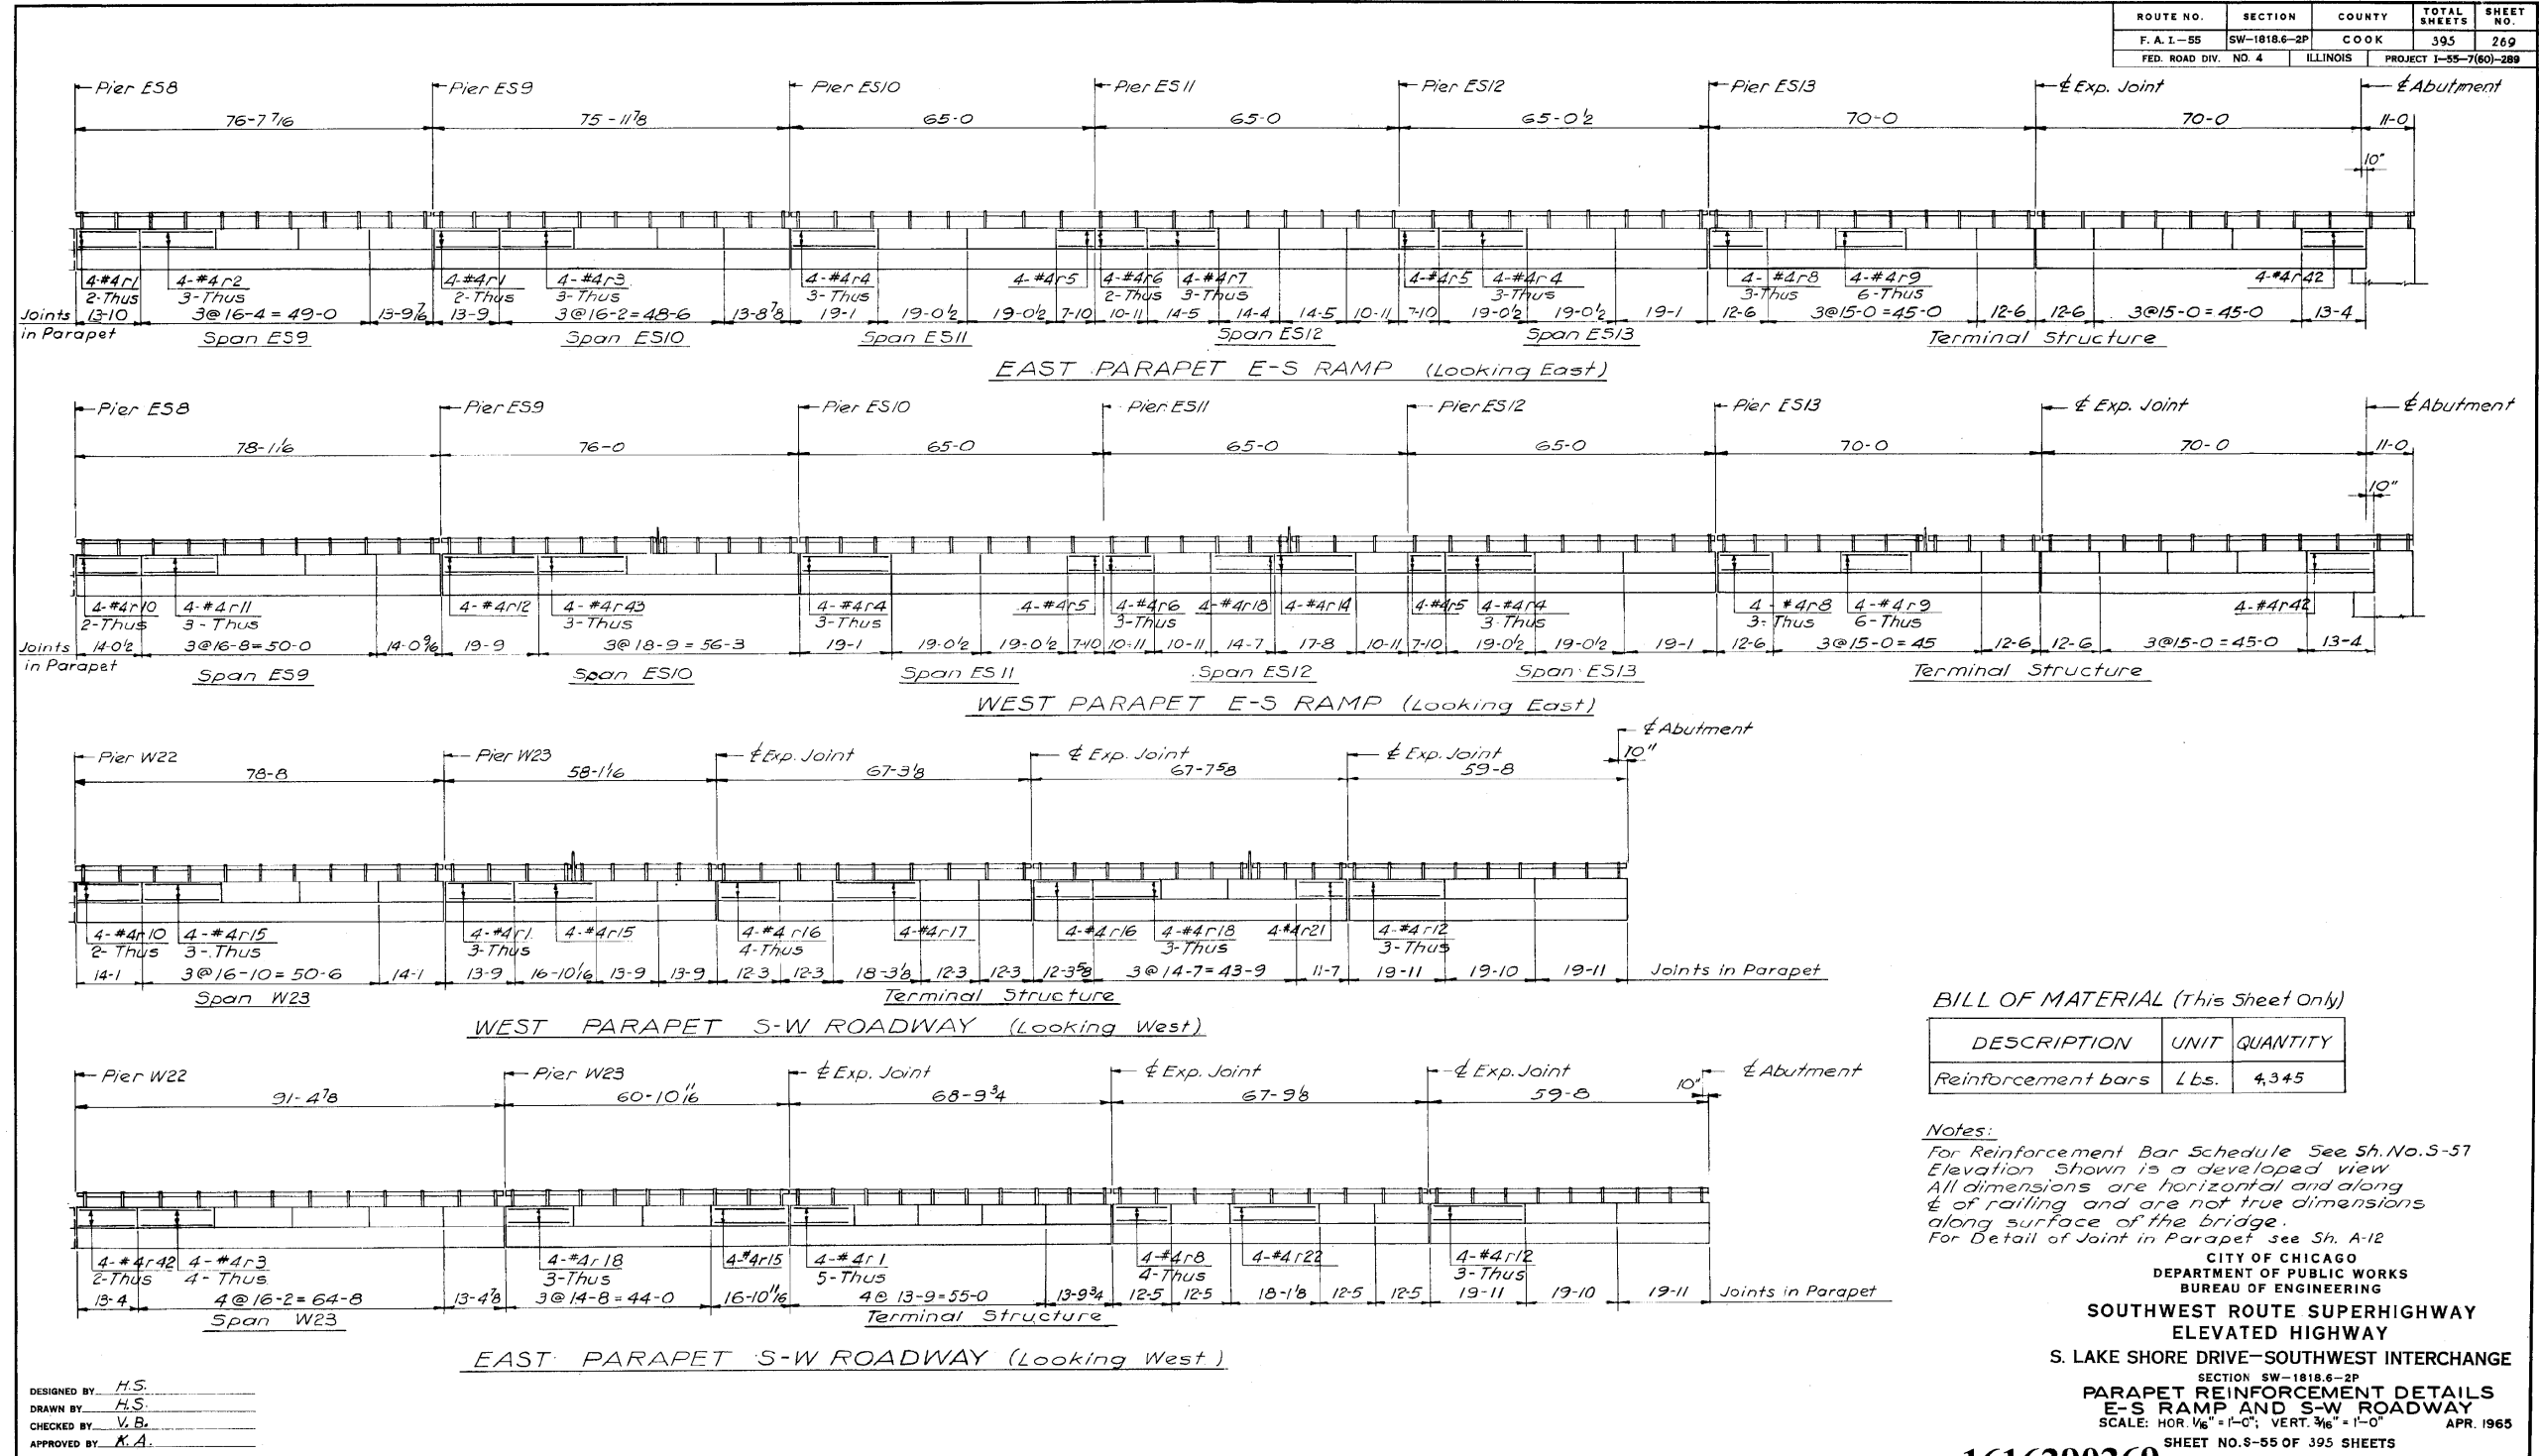 ROUTE NO. SECTION COUNTY TOTAL SHEETS SHEET NO.
F. A. I.—55 SW-1818.6-2P COOK 395 269
FED. ROAD DIV. NO. 4 ILLINOIS PROJECT I-55-7(60)-289
Pier ES8 Pier ES9 Pier ES10 Pier ES11 Pier ES12 Pier ES13 ℄ Exp. Joint ℄ Abutment
76-7 7/16 75-11 7/8 65-0 65-0 65-0 1/2 70-0 70-0 11-0
10"
4-#4r1 4-#4r2 4-#4r1 4-#4r3 4-#4r4 4-#4r5 4-#4r6 4-#4r7 4-#4r5 4-#4r4 4-#4r8 4-#4r9 4-#4r42
2-Thus 3-Thus 2-Thus 3-Thus 3-Thus 2-Thus 3-Thus 3-Thus 3-Thus 6-Thus
Joints in Parapet 13-10 3@16-4=49-0 13-9 7/16 13-9 3@16-2=48-6 13-8 7/8 19-1 19-0 1/2 19-0 1/2 7-10 10-11 14-5 14-4 14-5 10-11 7-10 19-0 1/2 19-0 1/2 19-1 12-6 3@15-0=45-0 12-6 12-6 3@15-0=45-0 13-4
Span ES9 Span ES10 Span ES11 Span ES12 Span ES13 Terminal Structure
EAST PARAPET E-S RAMP (Looking East)
Pier ES8 Pier ES9 Pier ES10 Pier ES11 Pier ES12 Pier ES13 ℄ Exp. Joint ℄ Abutment
78-1 1/16 76-0 65-0 65-0 65-0 70-0 70-0 11-0
10"
4-#4r10 4-#4r11 4-#4r12 4-#4r43 4-#4r4 4-#4r5 4-#4r6 4-#4r18 4-#4r14 4-#4r5 4-#4r4 4-#4r8 4-#4r9 4-#4r42
2-Thus 3-Thus 3-Thus 3-Thus 3-Thus 3-Thus 3-Thus 6-Thus
Joints in Parapet 14-0 1/2 3@16-8=50-0 14-0 9/16 19-9 3@18-9=56-3 19-1 19-0 1/2 19-0 1/2 7-10 10-11 10-11 14-7 17-8 10-11 7-10 19-0 1/2 19-0 1/2 19-1 12-6 3@15-0=45 12-6 12-6 3@15-0=45-0 13-4
Span ES9 Span ES10 Span ES11 Span ES12 Span ES13 Terminal Structure
WEST PARAPET E-S RAMP (Looking East)
Pier W22 Pier W23 ℄ Exp. Joint ℄ Exp. Joint ℄ Exp. Joint ℄ Abutment
78-8 58-1 1/16 67-3 1/8 67-7 5/8 59-8 10"
4-#4r10 4-#4r15 4-#4r1 4-#4r15 4-#4r16 4-#4r17 4-#4r16 4-#4r18 4-#4r21 4-#4r12
2-Thus 3-Thus 3-Thus 4-Thus 3-Thus 3-Thus
14-1 3@16-10=50-6 14-1 13-9 16-10 1/16 13-9 13-9 12-3 12-3 18-3 1/8 12-3 12-3 12-3 5/8 3@14-7=43-9 11-7 19-11 19-10 19-11 Joints in Parapet
Span W23 Terminal Structure
WEST PARAPET S-W ROADWAY (Looking West)
BILL OF MATERIAL (This Sheet Only)
DESCRIPTION UNIT QUANTITY
Reinforcement bars Lbs. 4,345
Pier W22 Pier W23 ℄ Exp. Joint ℄ Exp. Joint ℄ Exp. Joint ℄ Abutment
91-4 7/8 60-10 11/16 68-9 3/4 67-9 1/8 59-8 10"
4-#4r42 4-#4r3 4-#4r18 4-#4r15 4-#4r1 4-#4r8 4-#4r22 4-#4r12
2-Thus 4-Thus 3-Thus 5-Thus 4-Thus 3-Thus
13-4 4@16-2=64-8 13-4 7/8 3@14-8=44-0 16-10 11/16 4@13-9=55-0 13-9 3/4 12-5 12-5 18-1 1/8 12-5 12-5 19-11 19-10 19-11 Joints in Parapet
Span W23 Terminal Structure
EAST PARAPET S-W ROADWAY (Looking West)
Notes:
For Reinforcement Bar Schedule See Sh. No. S-57
Elevation Shown is a developed view
All dimensions are horizontal and along
℄ of railing and are not true dimensions
along surface of the bridge.
For Detail of Joint in Parapet see Sh. A-12
CITY OF CHICAGO
DEPARTMENT OF PUBLIC WORKS
BUREAU OF ENGINEERING
SOUTHWEST ROUTE SUPERHIGHWAY
ELEVATED HIGHWAY
S. LAKE SHORE DRIVE—SOUTHWEST INTERCHANGE
SECTION SW-1818.6-2P
PARAPET REINFORCEMENT DETAILS
E-S RAMP AND S-W ROADWAY
SCALE: HOR. 1/16" = 1'-0"; VERT. 3/16" = 1'-0" APR. 1965
SHEET NO. S-55 OF 395 SHEETS
DESIGNED BY H.S.
DRAWN BY H.S.
CHECKED BY V.B.
APPROVED BY K.A.